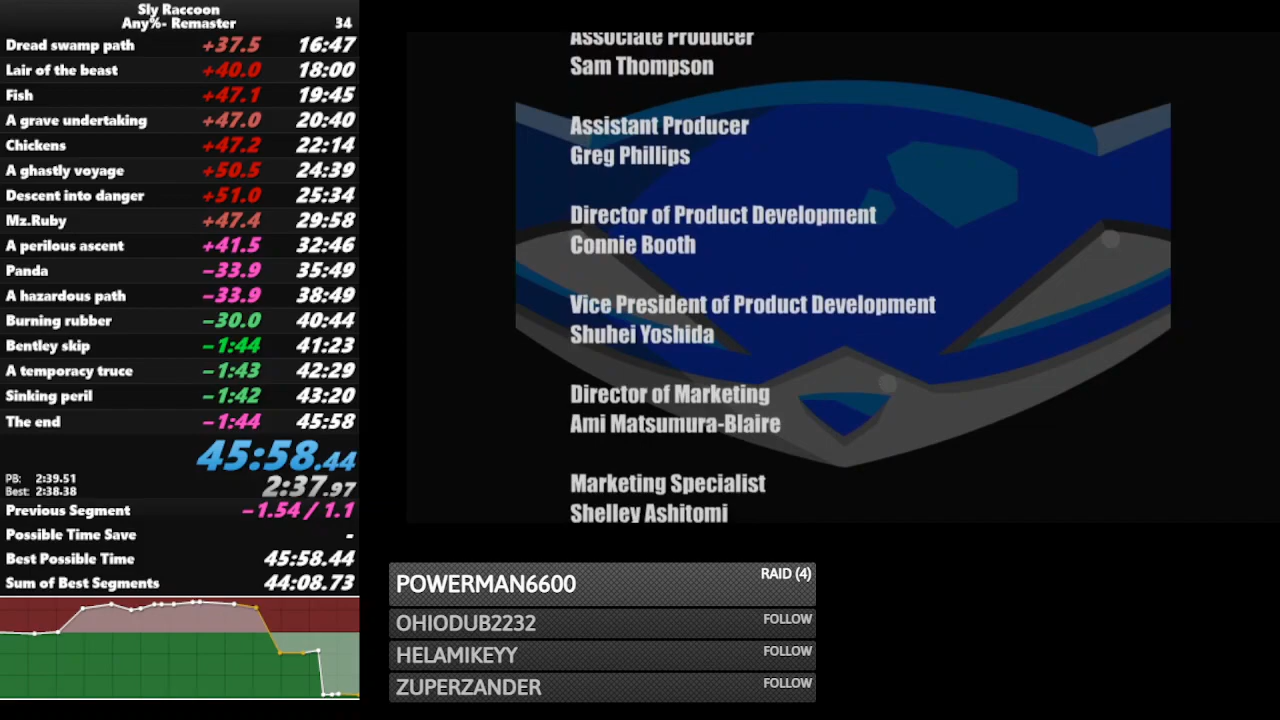 Sly Raccoon
Any%- Remaster 34
Dread swamp path +37.5 16:47
Lair of the beast +40.0 18:00
Fish +47.1 19:45
A grave undertaking +47.0 20:40
Chickens +47.2 22:14
A ghastly voyage +50.5 24:39
Descent into danger +51.0 25:34
Mz.Ruby +47.4 29:58
A perilous ascent +41.5 32:46
Panda −33.9 35:49
A hazardous path −33.9 38:49
Burning rubber −30.0 40:44
Bentley skip −1:44 41:23
A temporacy truce −1:43 42:29
Sinking peril −1:42 43:20
The end −1:44 45:58
45:58.44
PB: 2:39.51
Best: 2:38.38
2:37.97
Previous Segment −1.54 / 1.1
Possible Time Save -
Best Possible Time 45:58.44
Sum of Best Segments 44:08.73
Associate Producer
Sam Thompson
Assistant Producer
Greg Phillips
Director of Product Development
Connie Booth
Vice President of Product Development
Shuhei Yoshida
Director of Marketing
Ami Matsumura-Blaire
Marketing Specialist
Shelley Ashitomi
POWERMAN6600 RAID (4)
OHIODUB2232 FOLLOW
HELAMIKEYY FOLLOW
ZUPERZANDER FOLLOW